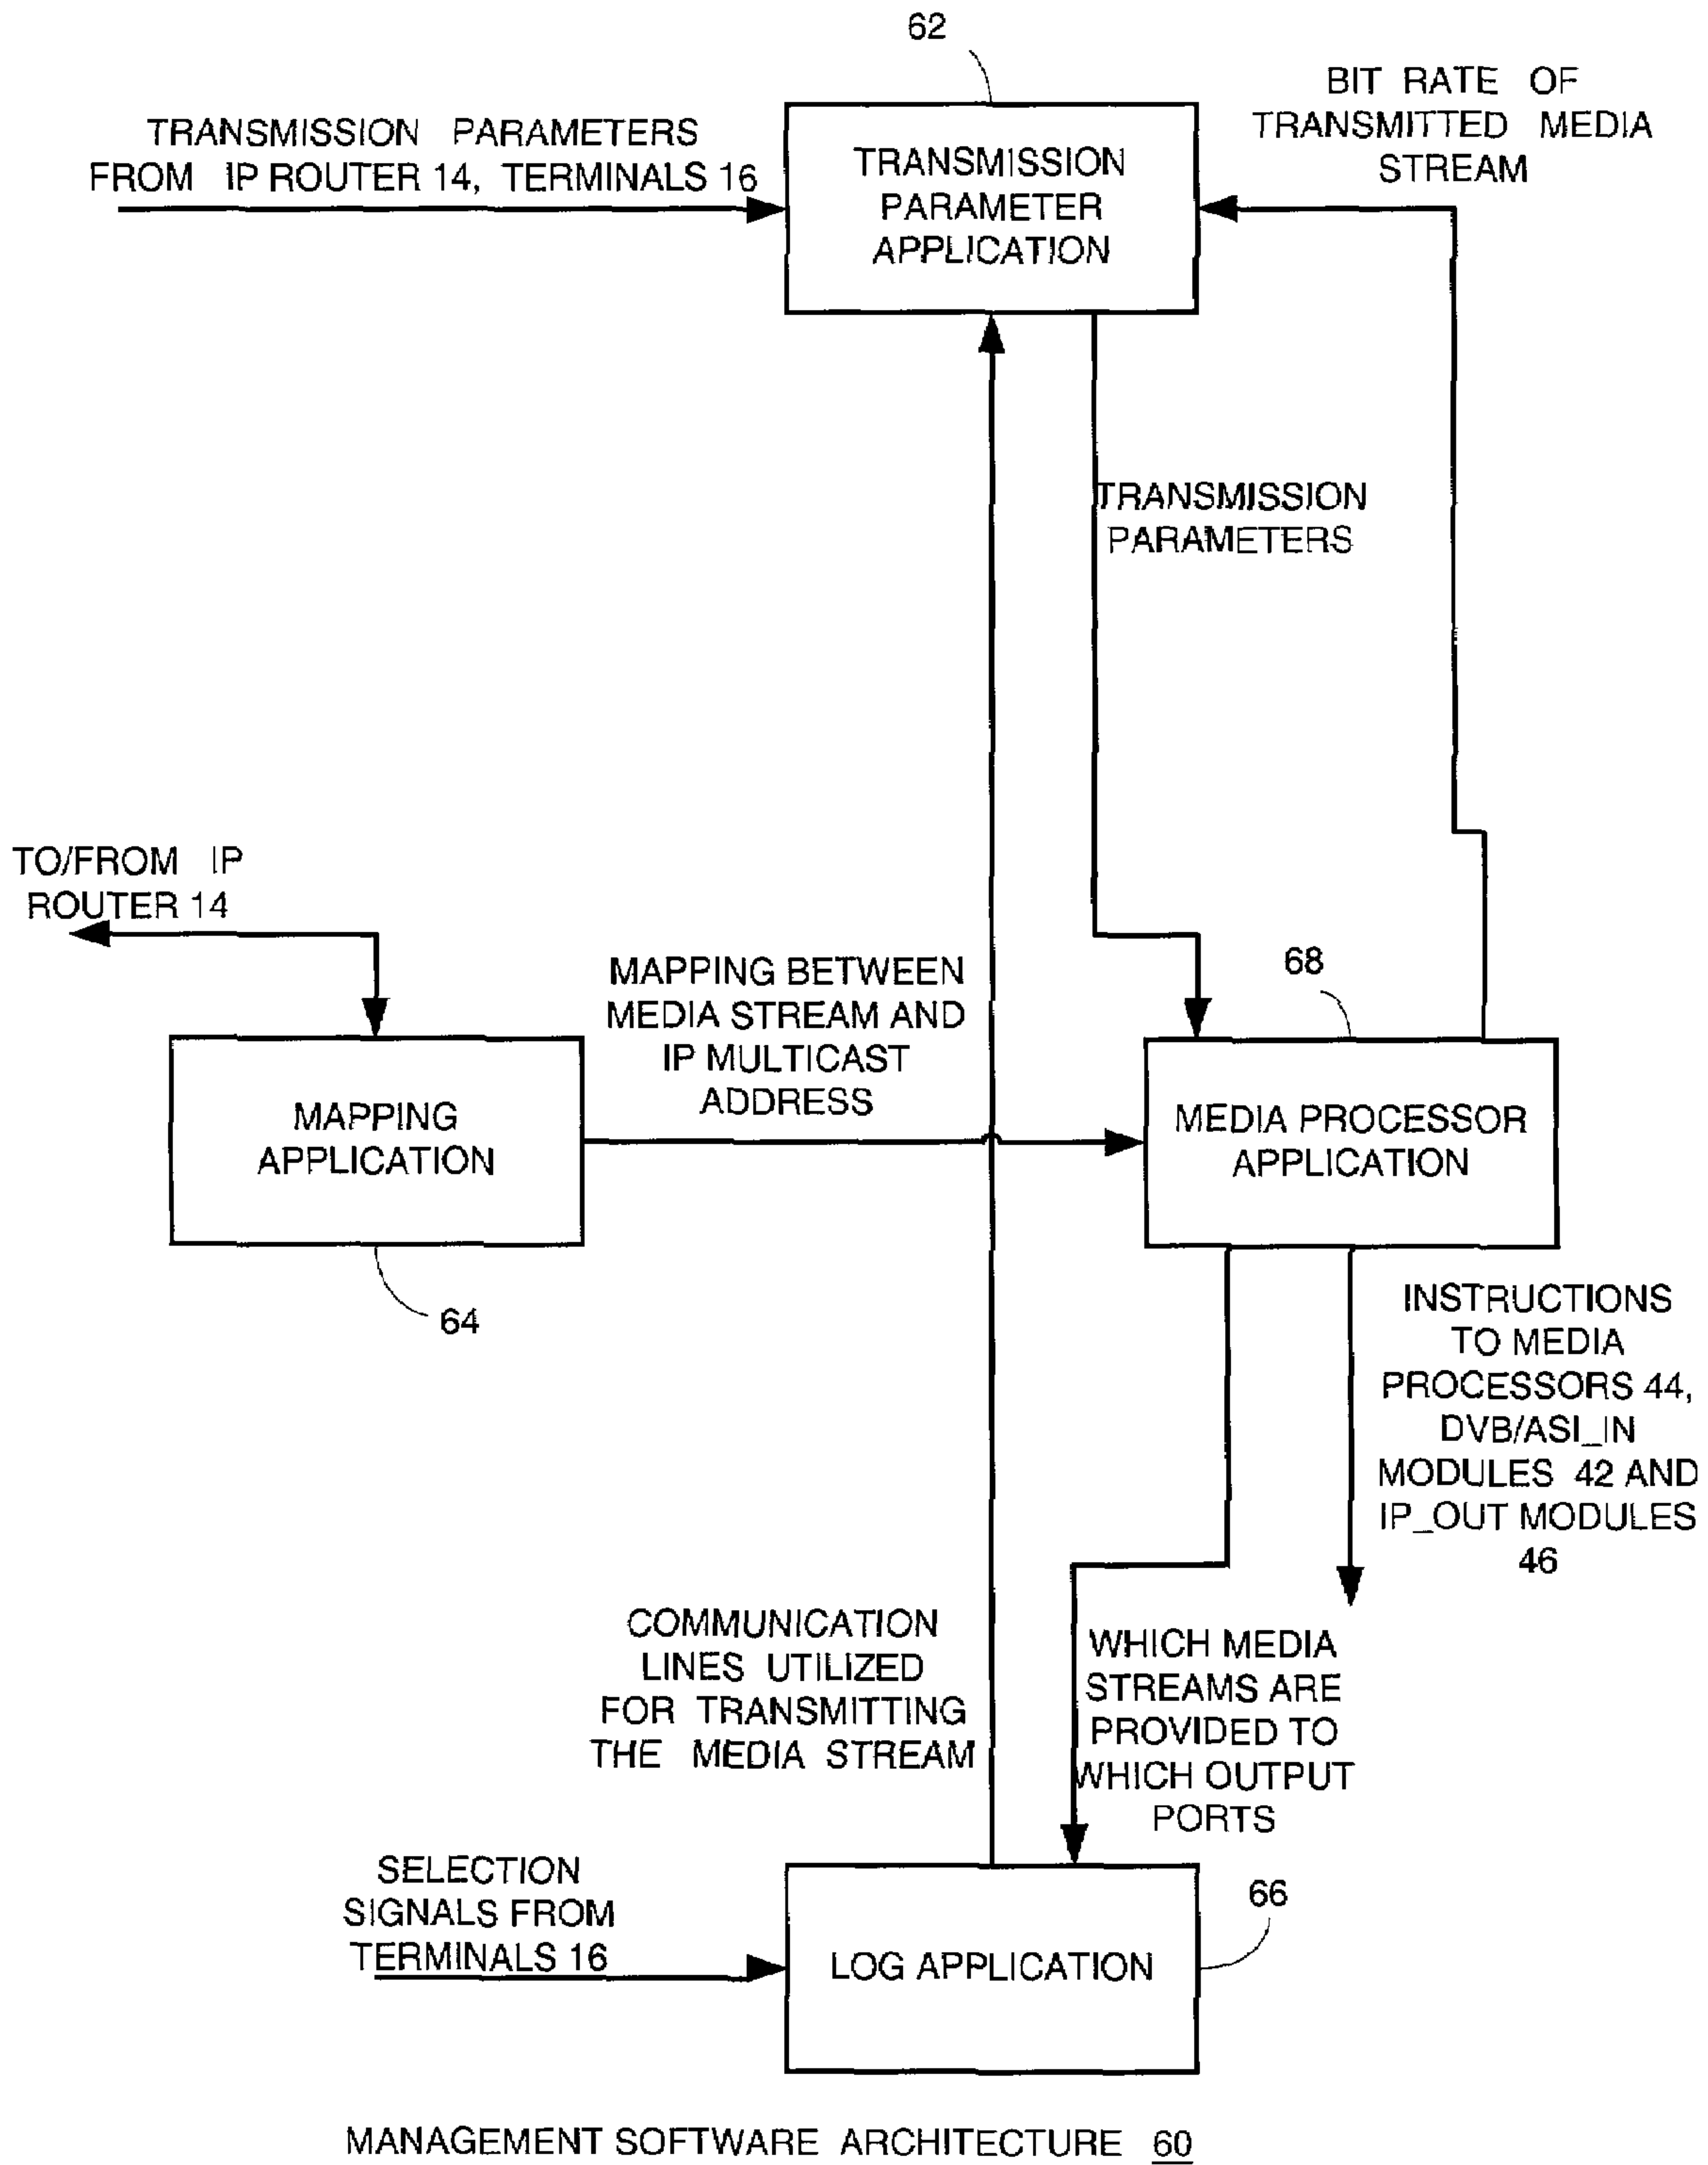 62
BIT RATE OF
TRANSMITTED MEDIA
STREAM
TRANSMISSION PARAMETERS
FROM IP ROUTER 14, TERMINALS 16
TRANSMISSION
PARAMETER
APPLICATION
TRANSMISSION
PARAMETERS
TO/FROM IP
ROUTER 14
MAPPING BETWEEN
MEDIA STREAM AND
IP MULTICAST
ADDRESS
68
MAPPING
APPLICATION
MEDIA PROCESSOR
APPLICATION
64
INSTRUCTIONS
TO MEDIA
PROCESSORS 44,
DVB/ASI_IN
MODULES 42 AND
IP_OUT MODULES
46
COMMUNICATION
LINES UTILIZED
FOR TRANSMITTING
THE MEDIA STREAM
WHICH MEDIA
STREAMS ARE
PROVIDED TO
WHICH OUTPUT
PORTS
SELECTION
SIGNALS FROM
TERMINALS 16
66
LOG APPLICATION
MANAGEMENT SOFTWARE ARCHITECTURE 60